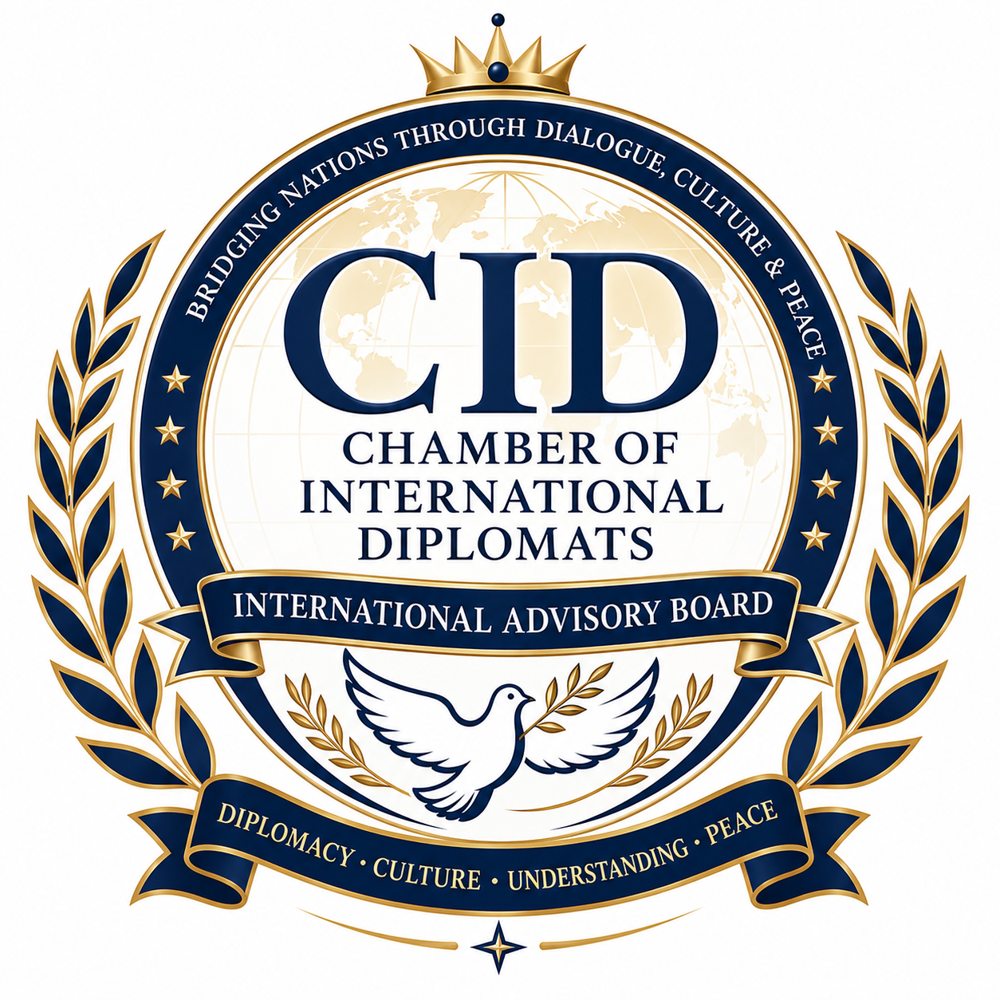 BRIDGING NATIONS THROUGH DIALOGUE, CULTURE & PEACE
CID
CHAMBER OF
INTERNATIONAL
DIPLOMATS
INTERNATIONAL ADVISORY BOARD
DIPLOMACY · CULTURE · UNDERSTANDING · PEACE